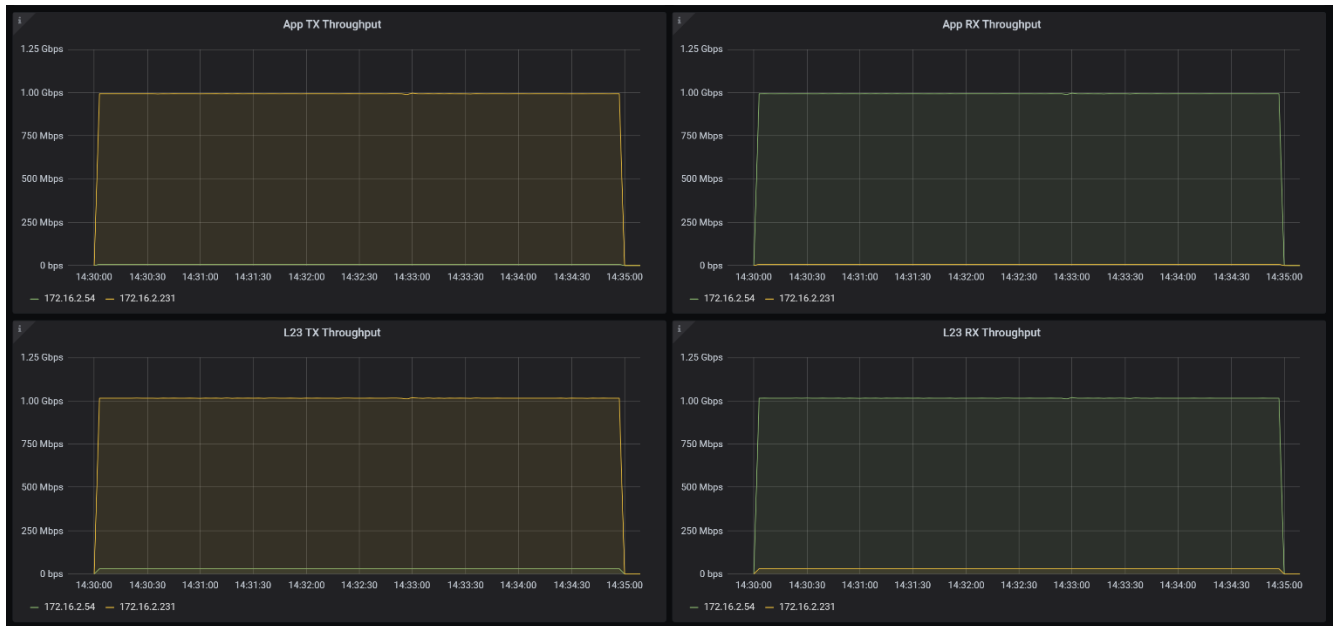 App TX Throughput
1.25 Gbps
1.00 Gbps
750 Mbps
500 Mbps
250 Mbps
0 bps
14:30:00 14:30:30 14:31:00 14:31:30 14:32:00 14:32:30 14:33:00 14:33:30 14:34:00 14:34:30 14:35:00
172.16.2.54 172.16.2.231
App RX Throughput
1.25 Gbps
1.00 Gbps
750 Mbps
500 Mbps
250 Mbps
0 bps
14:30:00 14:30:30 14:31:00 14:31:30 14:32:00 14:32:30 14:33:00 14:33:30 14:34:00 14:34:30 14:35:00
172.16.2.54 172.16.2.231
L23 TX Throughput
1.25 Gbps
1.00 Gbps
750 Mbps
500 Mbps
250 Mbps
0 bps
14:30:00 14:30:30 14:31:00 14:31:30 14:32:00 14:32:30 14:33:00 14:33:30 14:34:00 14:34:30 14:35:00
172.16.2.54 172.16.2.231
L23 RX Throughput
1.25 Gbps
1.00 Gbps
750 Mbps
500 Mbps
250 Mbps
0 bps
14:30:00 14:30:30 14:31:00 14:31:30 14:32:00 14:32:30 14:33:00 14:33:30 14:34:00 14:34:30 14:35:00
172.16.2.54 172.16.2.231